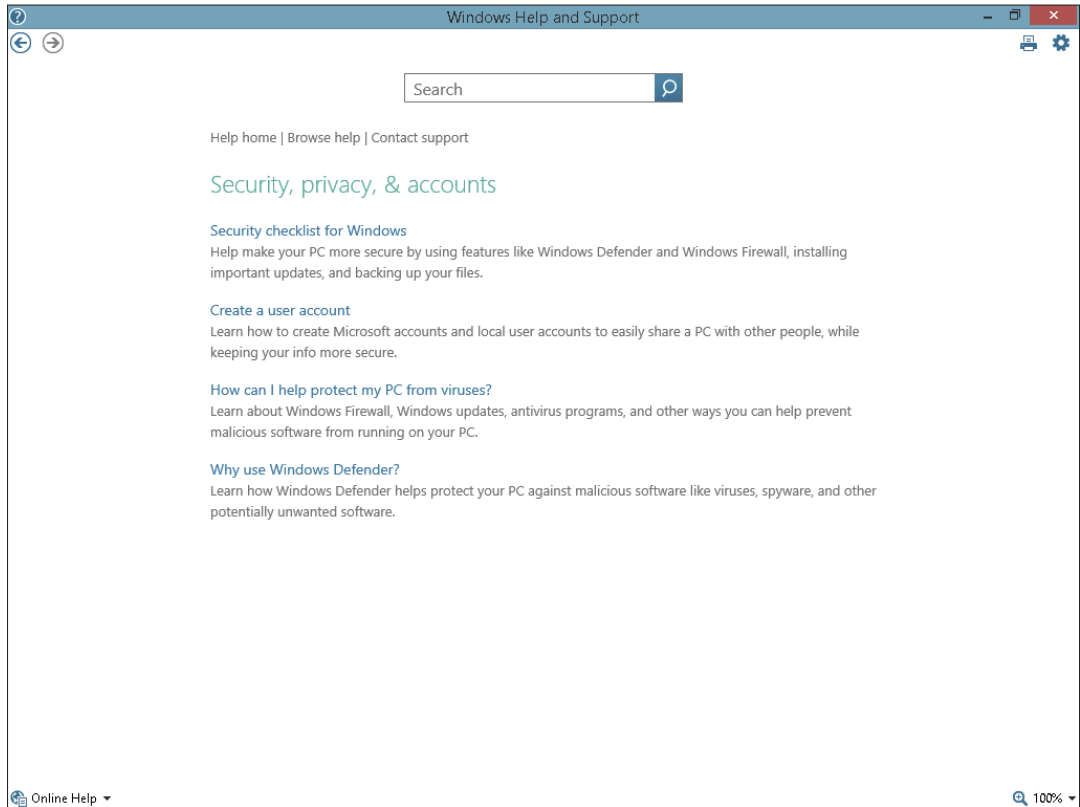 Windows Help and Support
Search
Help home | Browse help | Contact support
Security, privacy, & accounts
Security checklist for Windows
Help make your PC more secure by using features like Windows Defender and Windows Firewall, installing
important updates, and backing up your files.
Create a user account
Learn how to create Microsoft accounts and local user accounts to easily share a PC with other people, while
keeping your info more secure.
How can I help protect my PC from viruses?
Learn about Windows Firewall, Windows updates, antivirus programs, and other ways you can help prevent
malicious software from running on your PC.
Why use Windows Defender?
Learn how Windows Defender helps protect your PC against malicious software like viruses, spyware, and other
potentially unwanted software.
Online Help
100%